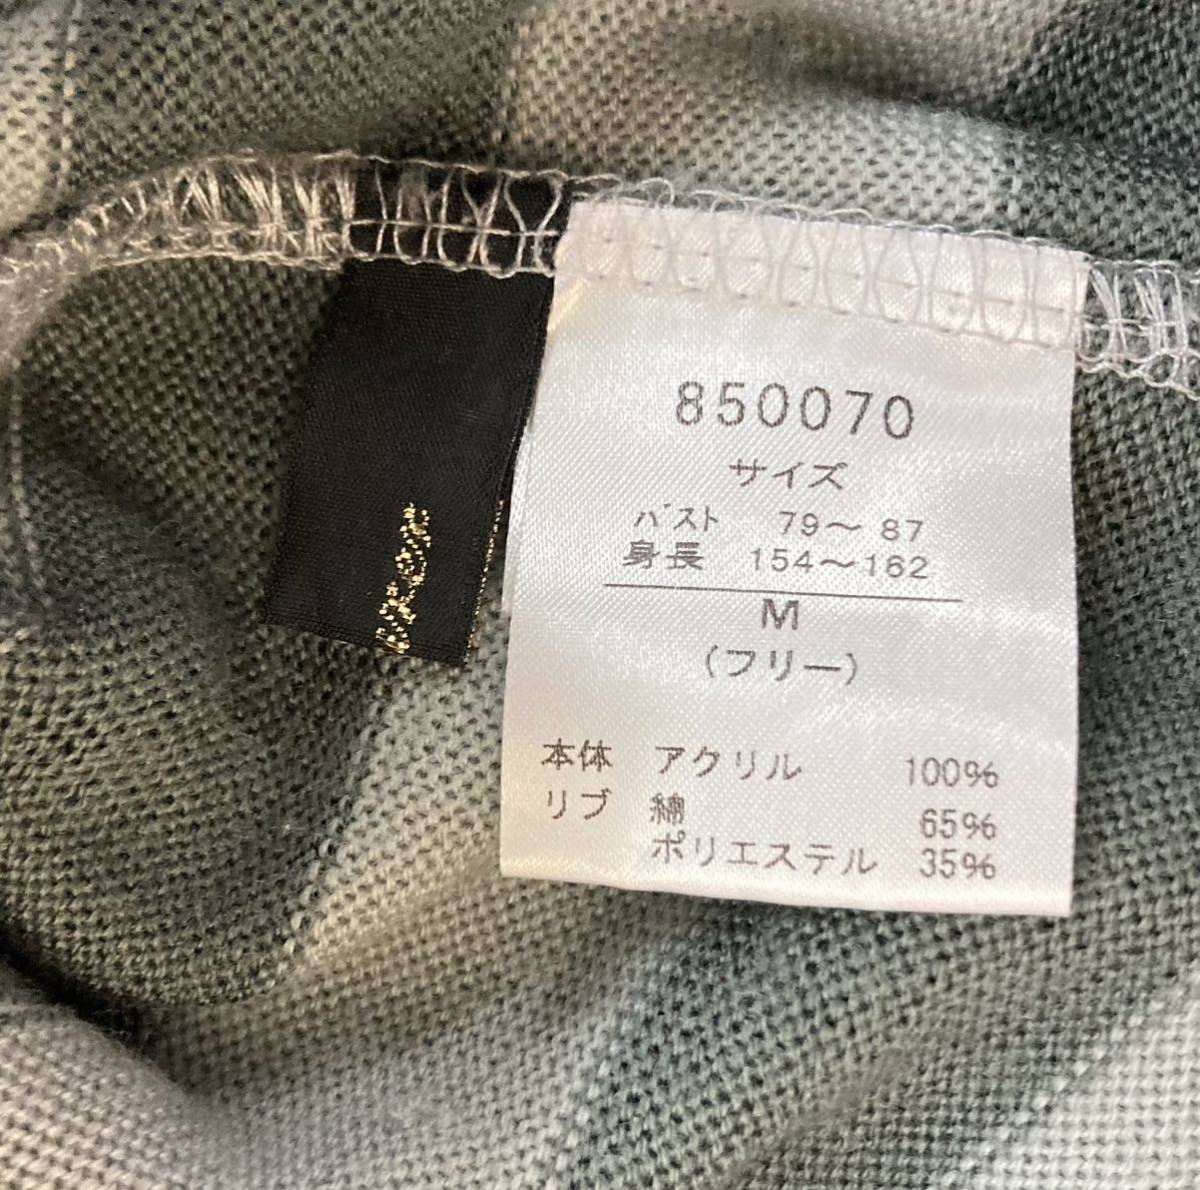 850070
サイズ
バスト 79〜87
身長 154〜162
M
(フリー)
本体 アクリル 100%
リブ 綿 65%
ポリエステル 35%